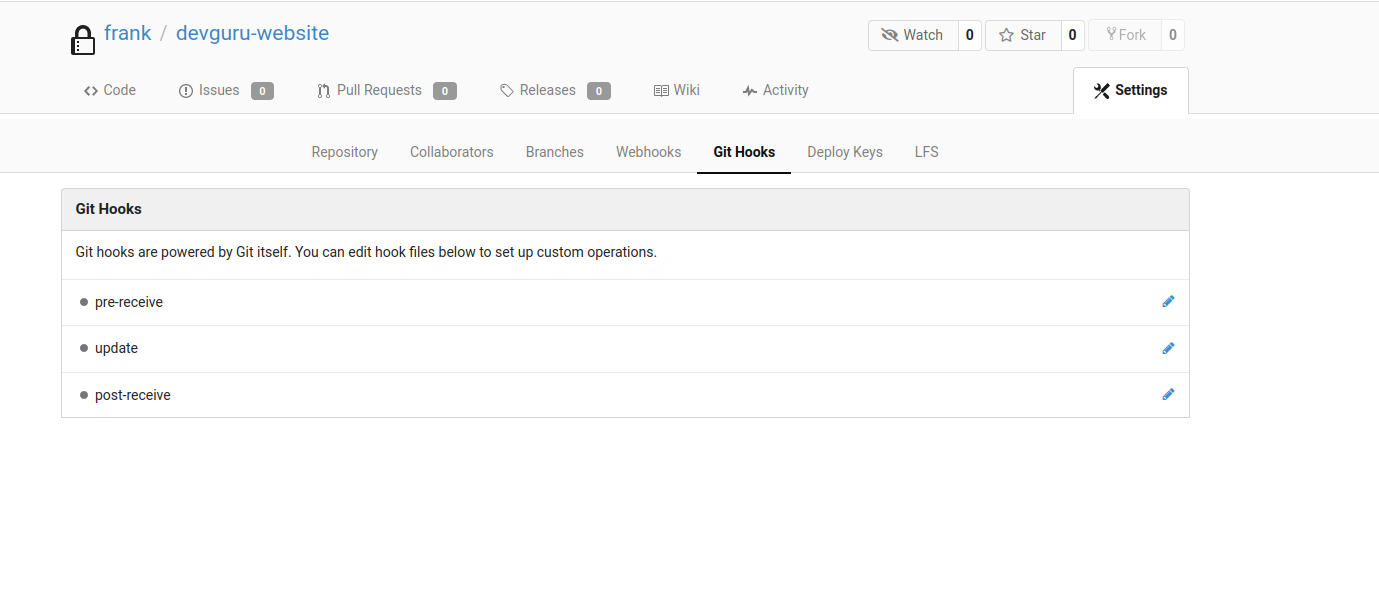 frank / devguru-website
Watch 0 Star 0 Fork 0
Code Issues 0 Pull Requests 0 Releases 0 Wiki Activity Settings
Repository Collaborators Branches Webhooks Git Hooks Deploy Keys LFS
Git Hooks
Git hooks are powered by Git itself. You can edit hook files below to set up custom operations.
pre-receive
update
post-receive